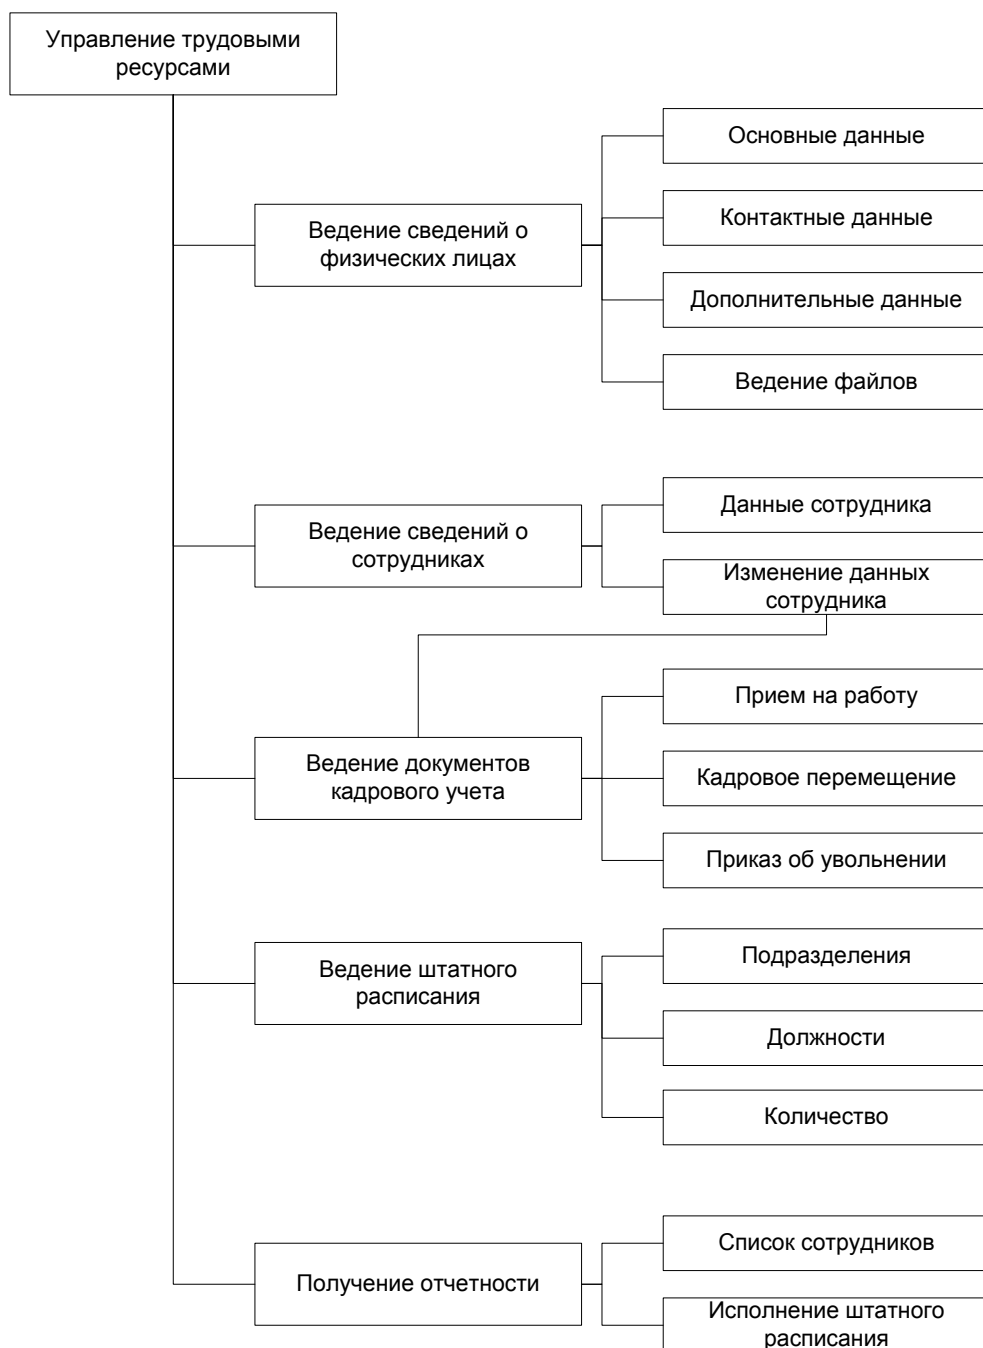 Управление трудовыми
ресурсами
Основные данные
Ведение сведений о
физических лицах
Контактные данные
Дополнительные данные
Ведение файлов
Ведение сведений о
сотрудниках
Данные сотрудника
Изменение данных
сотрудника
Ведение документов
кадрового учета
Прием на работу
Кадровое перемещение
Приказ об увольнении
Ведение штатного
расписания
Подразделения
Должности
Количество
Получение отчетности
Список сотрудников
Исполнение штатного
расписания